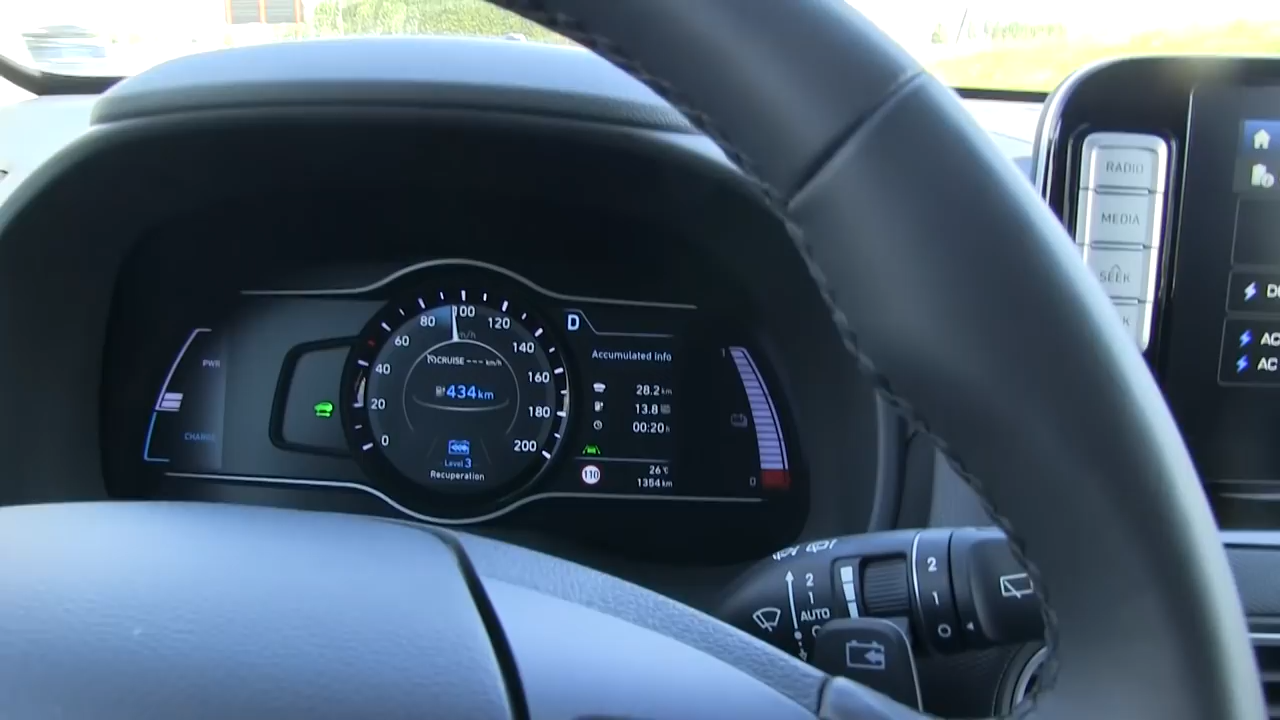 RADIO
MEDIA
SEEK
K
D
AC
AC
PWR
CHARGE
0
20
40
60
80
100
120
140
160
180
200
km/h
CRUISE --- km/h
434km
Level 3
Recuperation
D
Accumulated info
28.2 km
13.8
00:20 h
110
26 °C
1354 km
1
0
2
1
AUTO
O
2
1
O